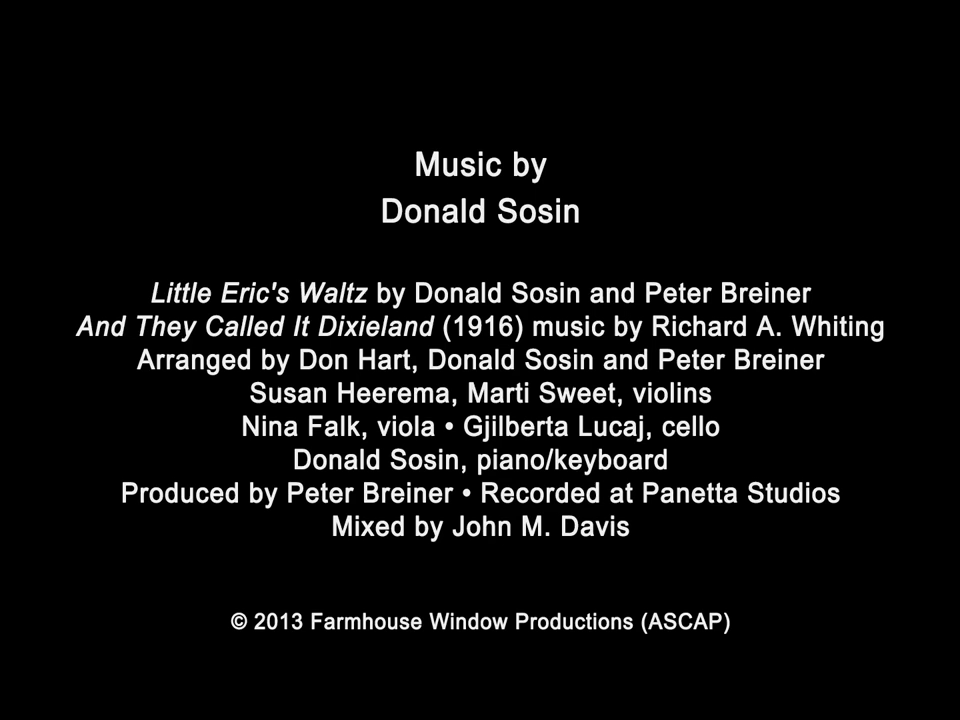 Music by
Donald Sosin
Little Eric's Waltz by Donald Sosin and Peter Breiner
And They Called It Dixieland (1916) music by Richard A. Whiting
Arranged by Don Hart, Donald Sosin and Peter Breiner
Susan Heerema, Marti Sweet, violins
Nina Falk, viola • Gjilberta Lucaj, cello
Donald Sosin, piano/keyboard
Produced by Peter Breiner • Recorded at Panetta Studios
Mixed by John M. Davis
© 2013 Farmhouse Window Productions (ASCAP)